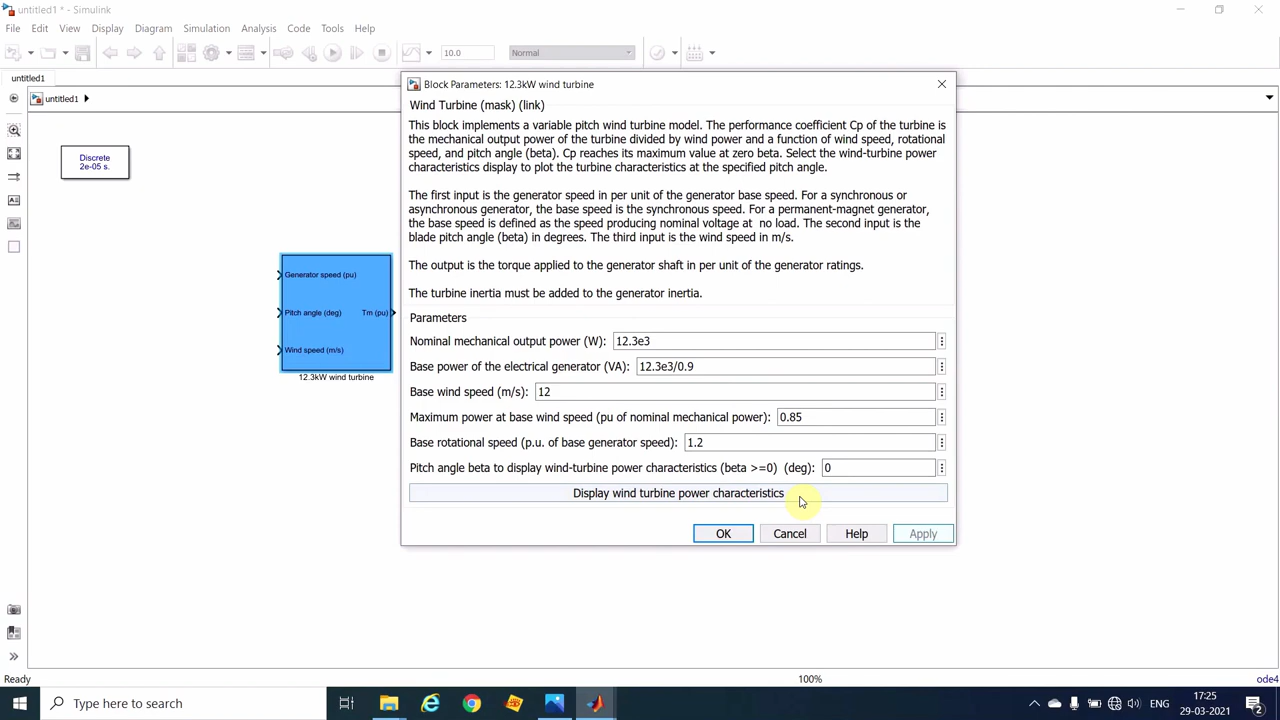 untitled1 * - Simulink
File Edit View Display Diagram Simulation Analysis Code Tools Help
10.0
Normal
untitled1
untitled1
Discrete
2e-05 s.
Generator speed (pu)
Pitch angle (deg)
Tm (pu)
Wind speed (m/s)
12.3kW wind turbine
Block Parameters: 12.3kW wind turbine
Wind Turbine (mask) (link)
This block implements a variable pitch wind turbine model. The performance coefficient Cp of the turbine is
the mechanical output power of the turbine divided by wind power and a function of wind speed, rotational
speed, and pitch angle (beta). Cp reaches its maximum value at zero beta. Select the wind-turbine power
characteristics display to plot the turbine characteristics at the specified pitch angle.
The first input is the generator speed in per unit of the generator base speed. For a synchronous or
asynchronous generator, the base speed is the synchronous speed. For a permanent-magnet generator,
the base speed is defined as the speed producing nominal voltage at no load. The second input is the
blade pitch angle (beta) in degrees. The third input is the wind speed in m/s.
The output is the torque applied to the generator shaft in per unit of the generator ratings.
The turbine inertia must be added to the generator inertia.
Parameters
Nominal mechanical output power (W): 12.3e3
Base power of the electrical generator (VA): 12.3e3/0.9
Base wind speed (m/s): 12
Maximum power at base wind speed (pu of nominal mechanical power): 0.85
Base rotational speed (p.u. of base generator speed): 1.2
Pitch angle beta to display wind-turbine power characteristics (beta >=0) (deg): 0
Display wind turbine power characteristics
OK Cancel Help Apply
Ready
100%
ode4
Type here to search
ENG
17:25
29-03-2021
2